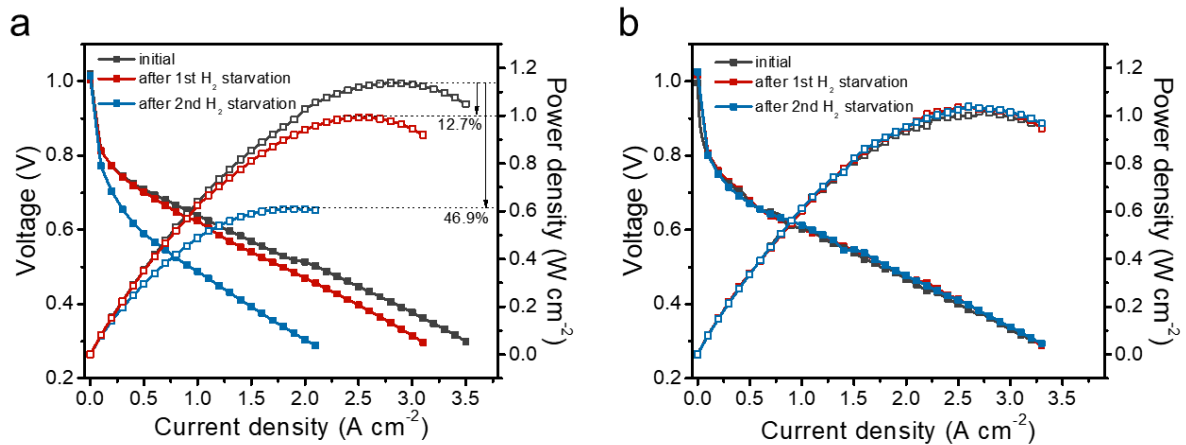 a
initial
after 1st H2 starvation
after 2nd H2 starvation
12.7%
46.9%
Voltage (V)
1.0
0.8
0.6
0.4
0.2
Power density (W cm-2)
1.2
1.0
0.8
0.6
0.4
0.2
0.0
0.0 0.5 1.0 1.5 2.0 2.5 3.0 3.5
Current density (A cm-2)
b
initial
after 1st H2 starvation
after 2nd H2 starvation
Voltage (V)
1.0
0.8
0.6
0.4
0.2
Power density (W cm-2)
1.2
1.0
0.8
0.6
0.4
0.2
0.0
0.0 0.5 1.0 1.5 2.0 2.5 3.0 3.5
Current density (A cm-2)